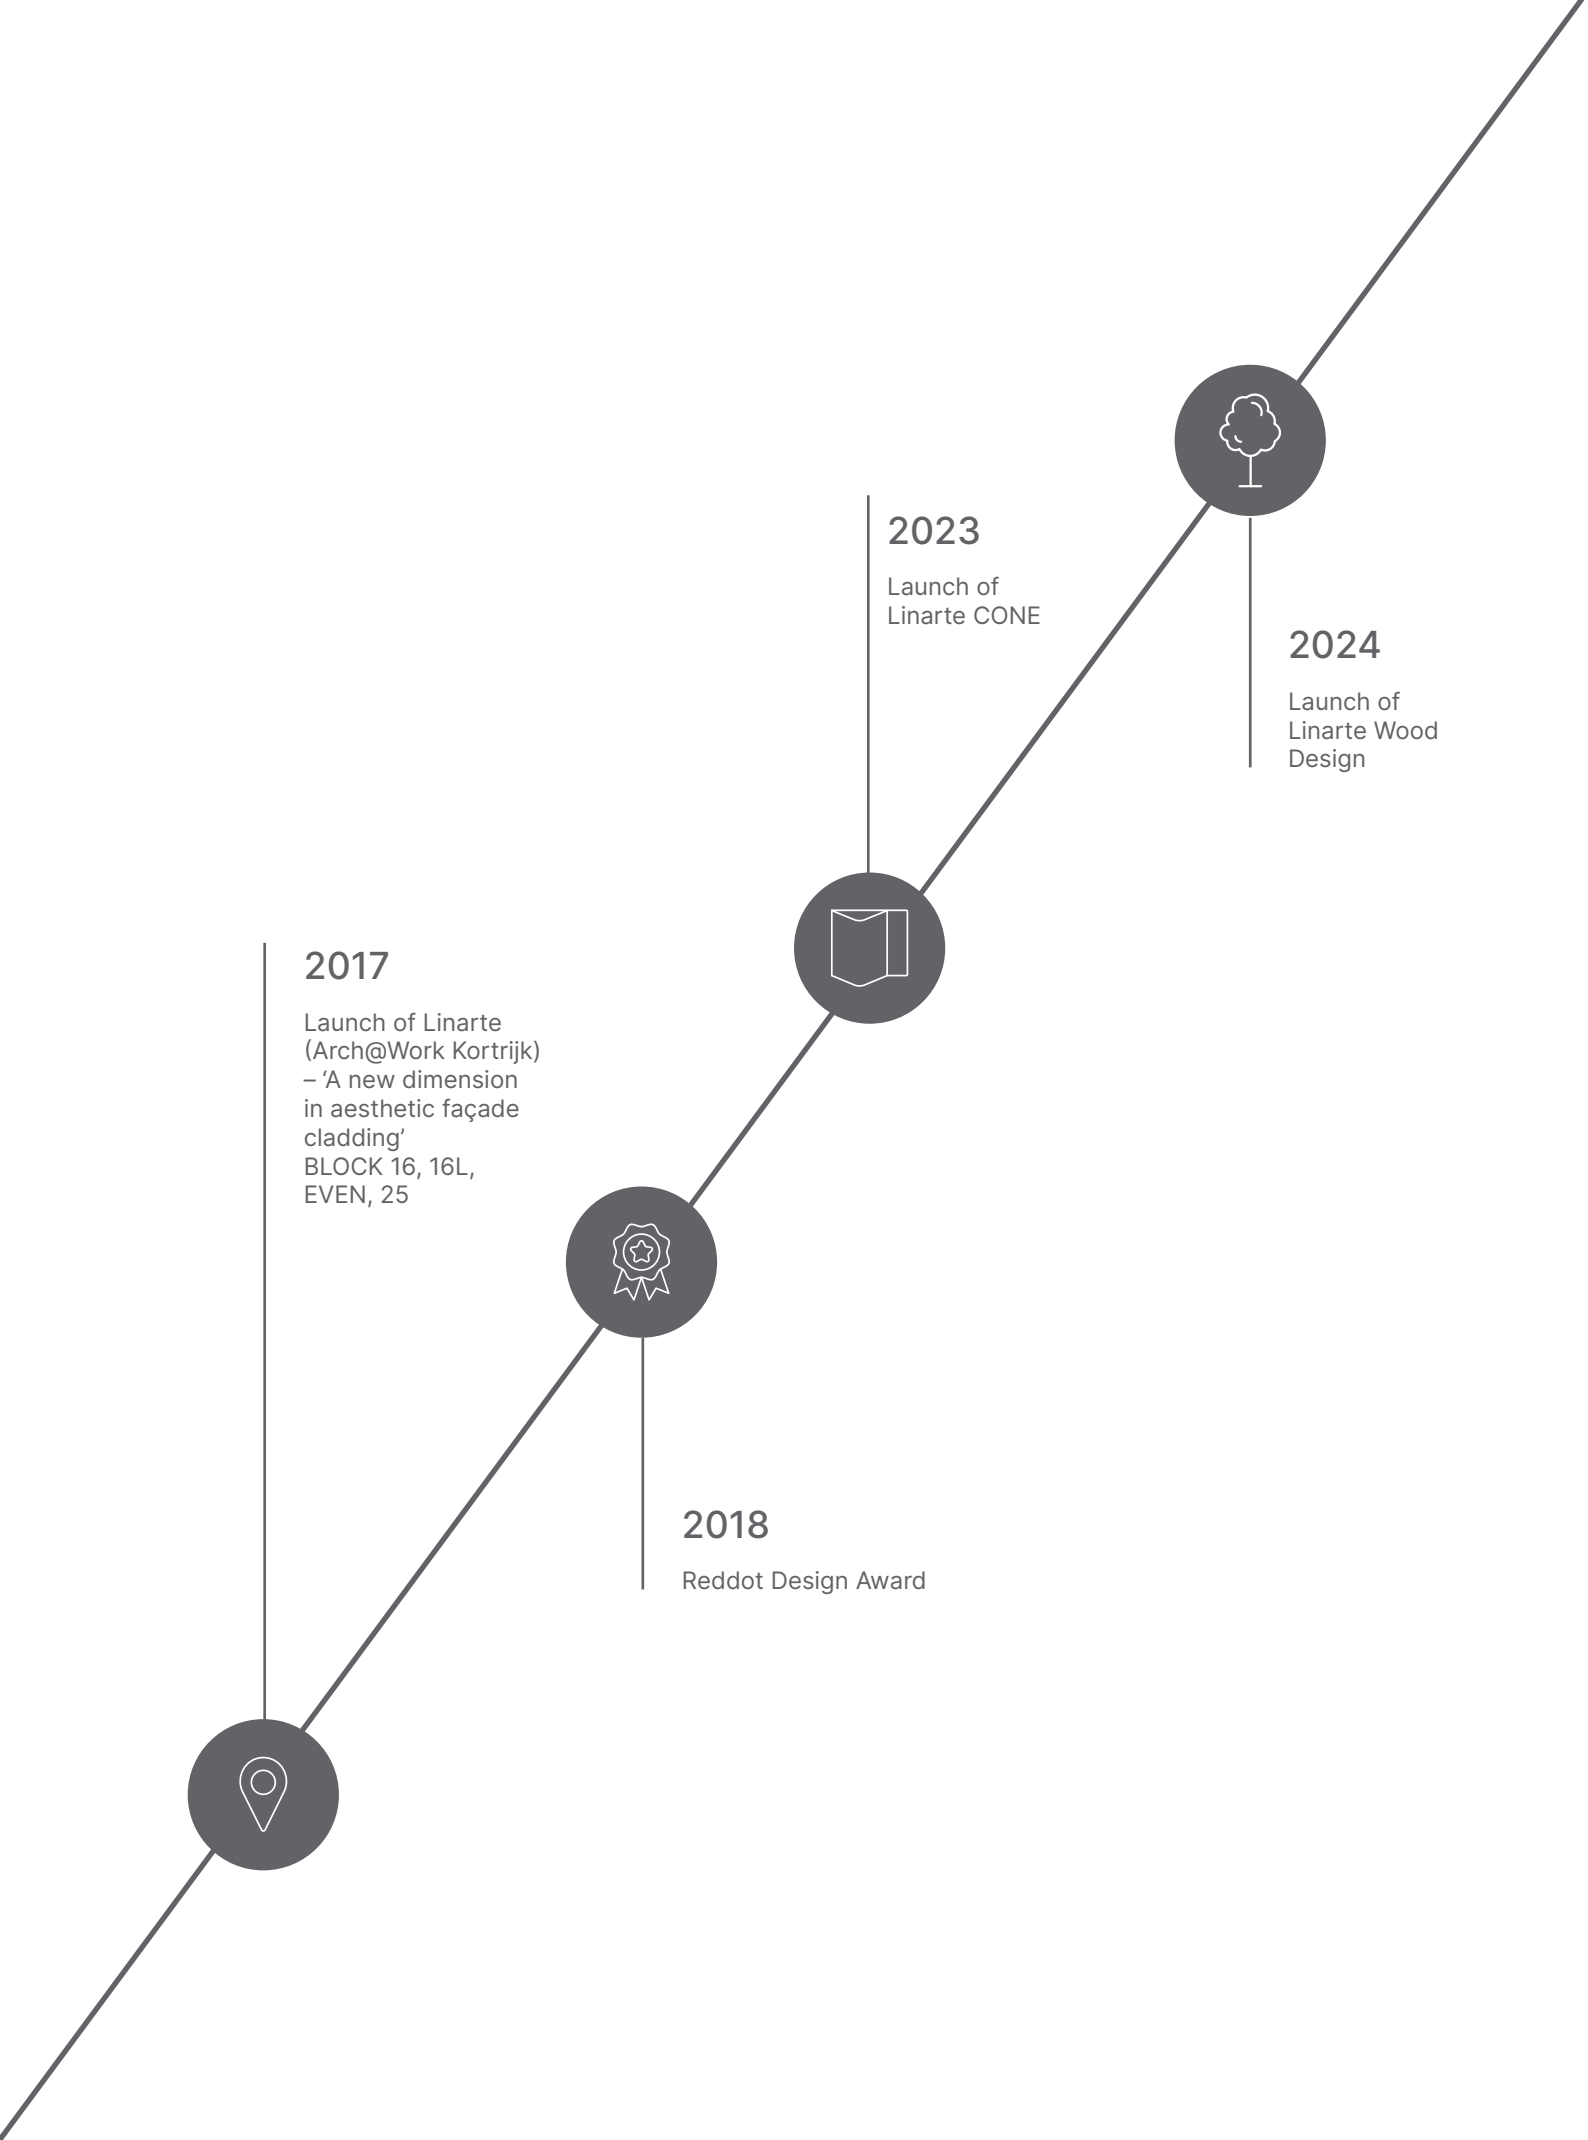 2017
Launch of Linarte
(Arch@Work Kortrijk)
– ‘A new dimension
in aesthetic façade
cladding’
BLOCK 16, 16L,
EVEN, 25
2018
Reddot Design Award
2023
Launch of
Linarte CONE
2024
Launch of
Linarte Wood
Design